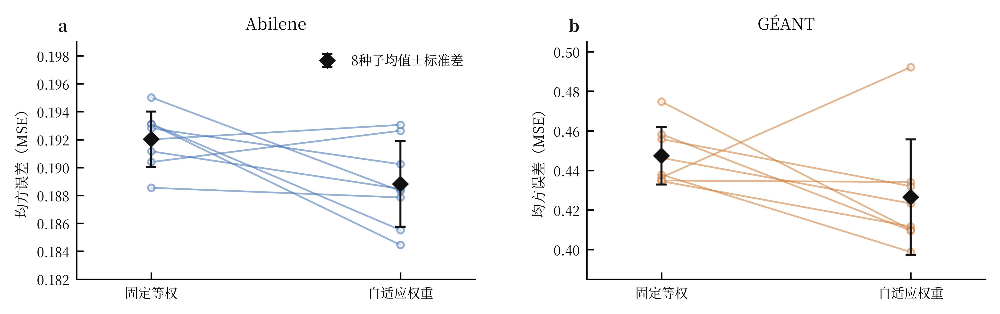 a
Abilene
0.198
0.196
0.194
0.192
0.190
0.188
0.186
0.184
0.182
均方误差（MSE）
8种子均值±标准差
固定等权
自适应权重
b
GÉANT
0.50
0.48
0.46
0.44
0.42
0.40
均方误差（MSE）
固定等权
自适应权重